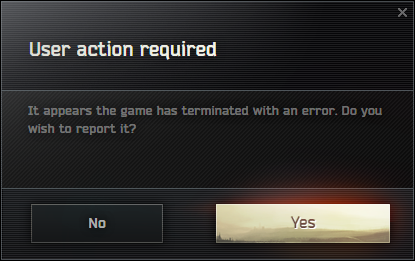 User action required
It appears the game has terminated with an error. Do you
wish to report it?
No
Yes